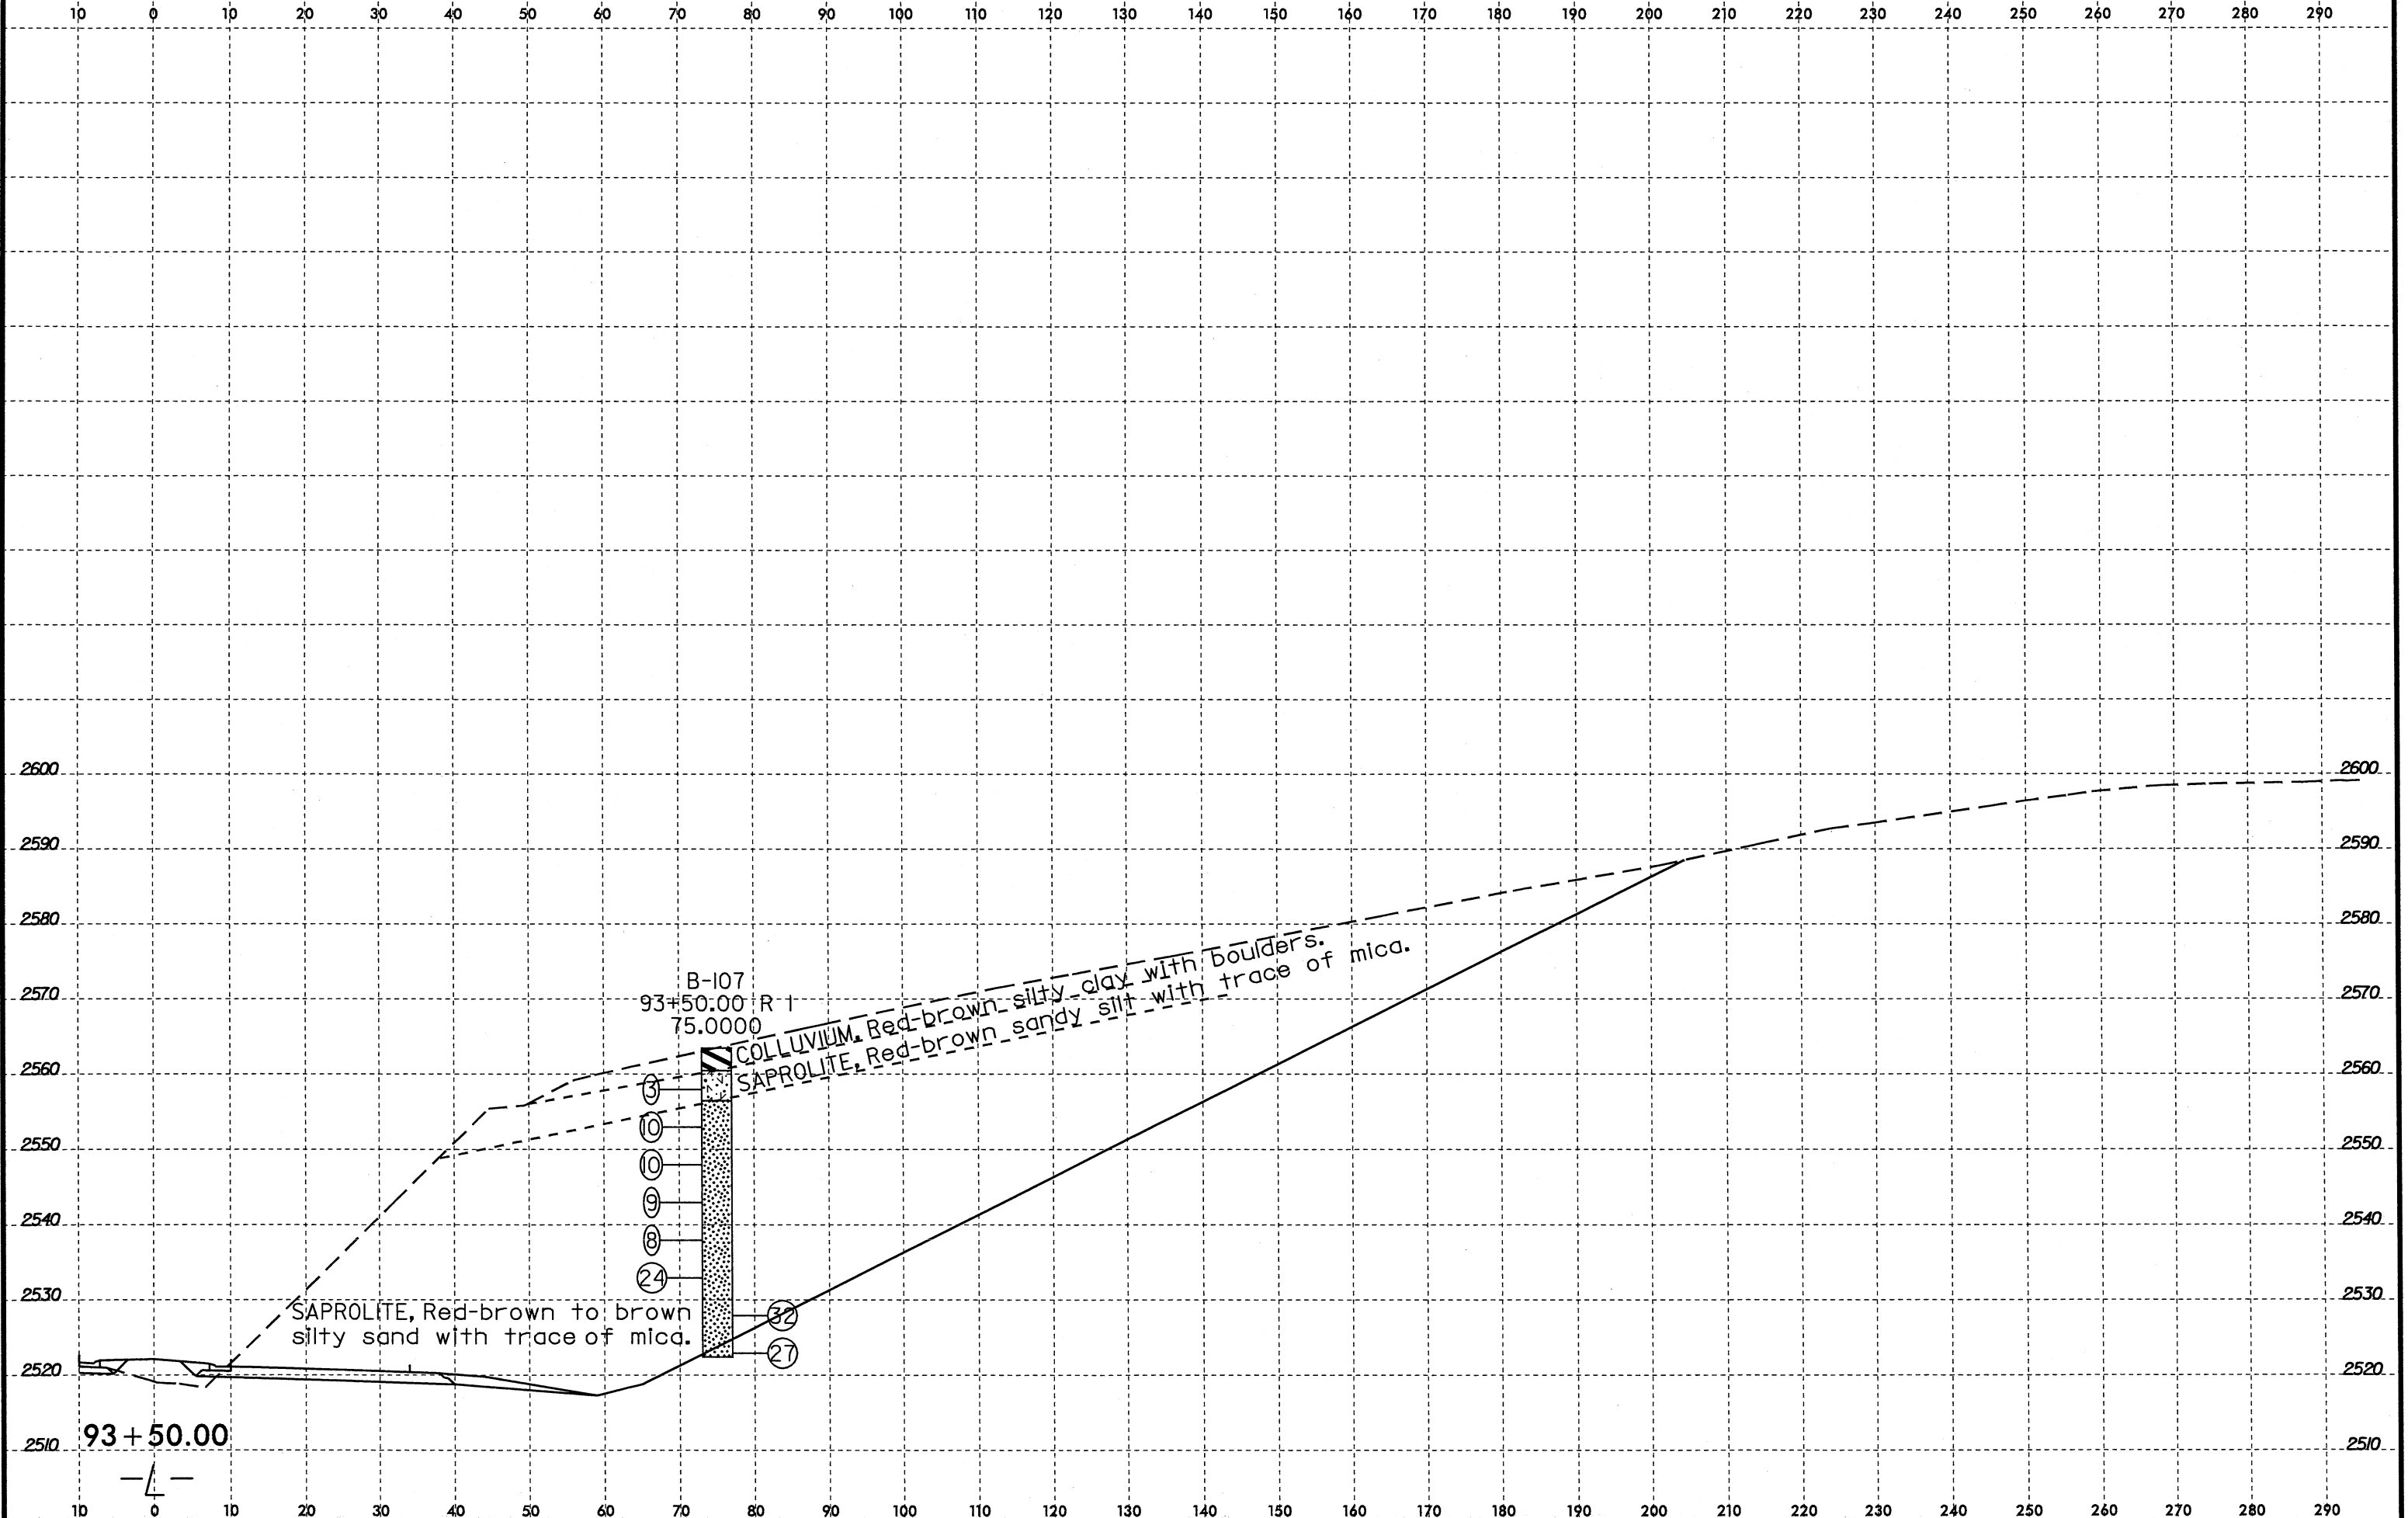 10 0 10 20 30 40 50 60 70 80 90 100 110 120 130 140 150 160 170 180 190 200 210 220 230 240 250 260 270 280 290
2600 2600
2590 2590
2580 2580
COLLUVIUM, Red-brown silty clay with boulders.
SAPROLITE, Red-brown sandy silt with trace of mica.
B-107
2570 2570
93+50.00 R 1
75.0000
2560 2560
3
2550 2550
10
10
9
2540 2540
8
24
2530 2530
SAPROLITE, Red-brown to brown
silty sand with trace of mica.
32
27
2520 2520
93+50.00
2510 2510
-L-
10 0 10 20 30 40 50 60 70 80 90 100 110 120 130 140 150 160 170 180 190 200 210 220 230 240 250 260 270 280 290